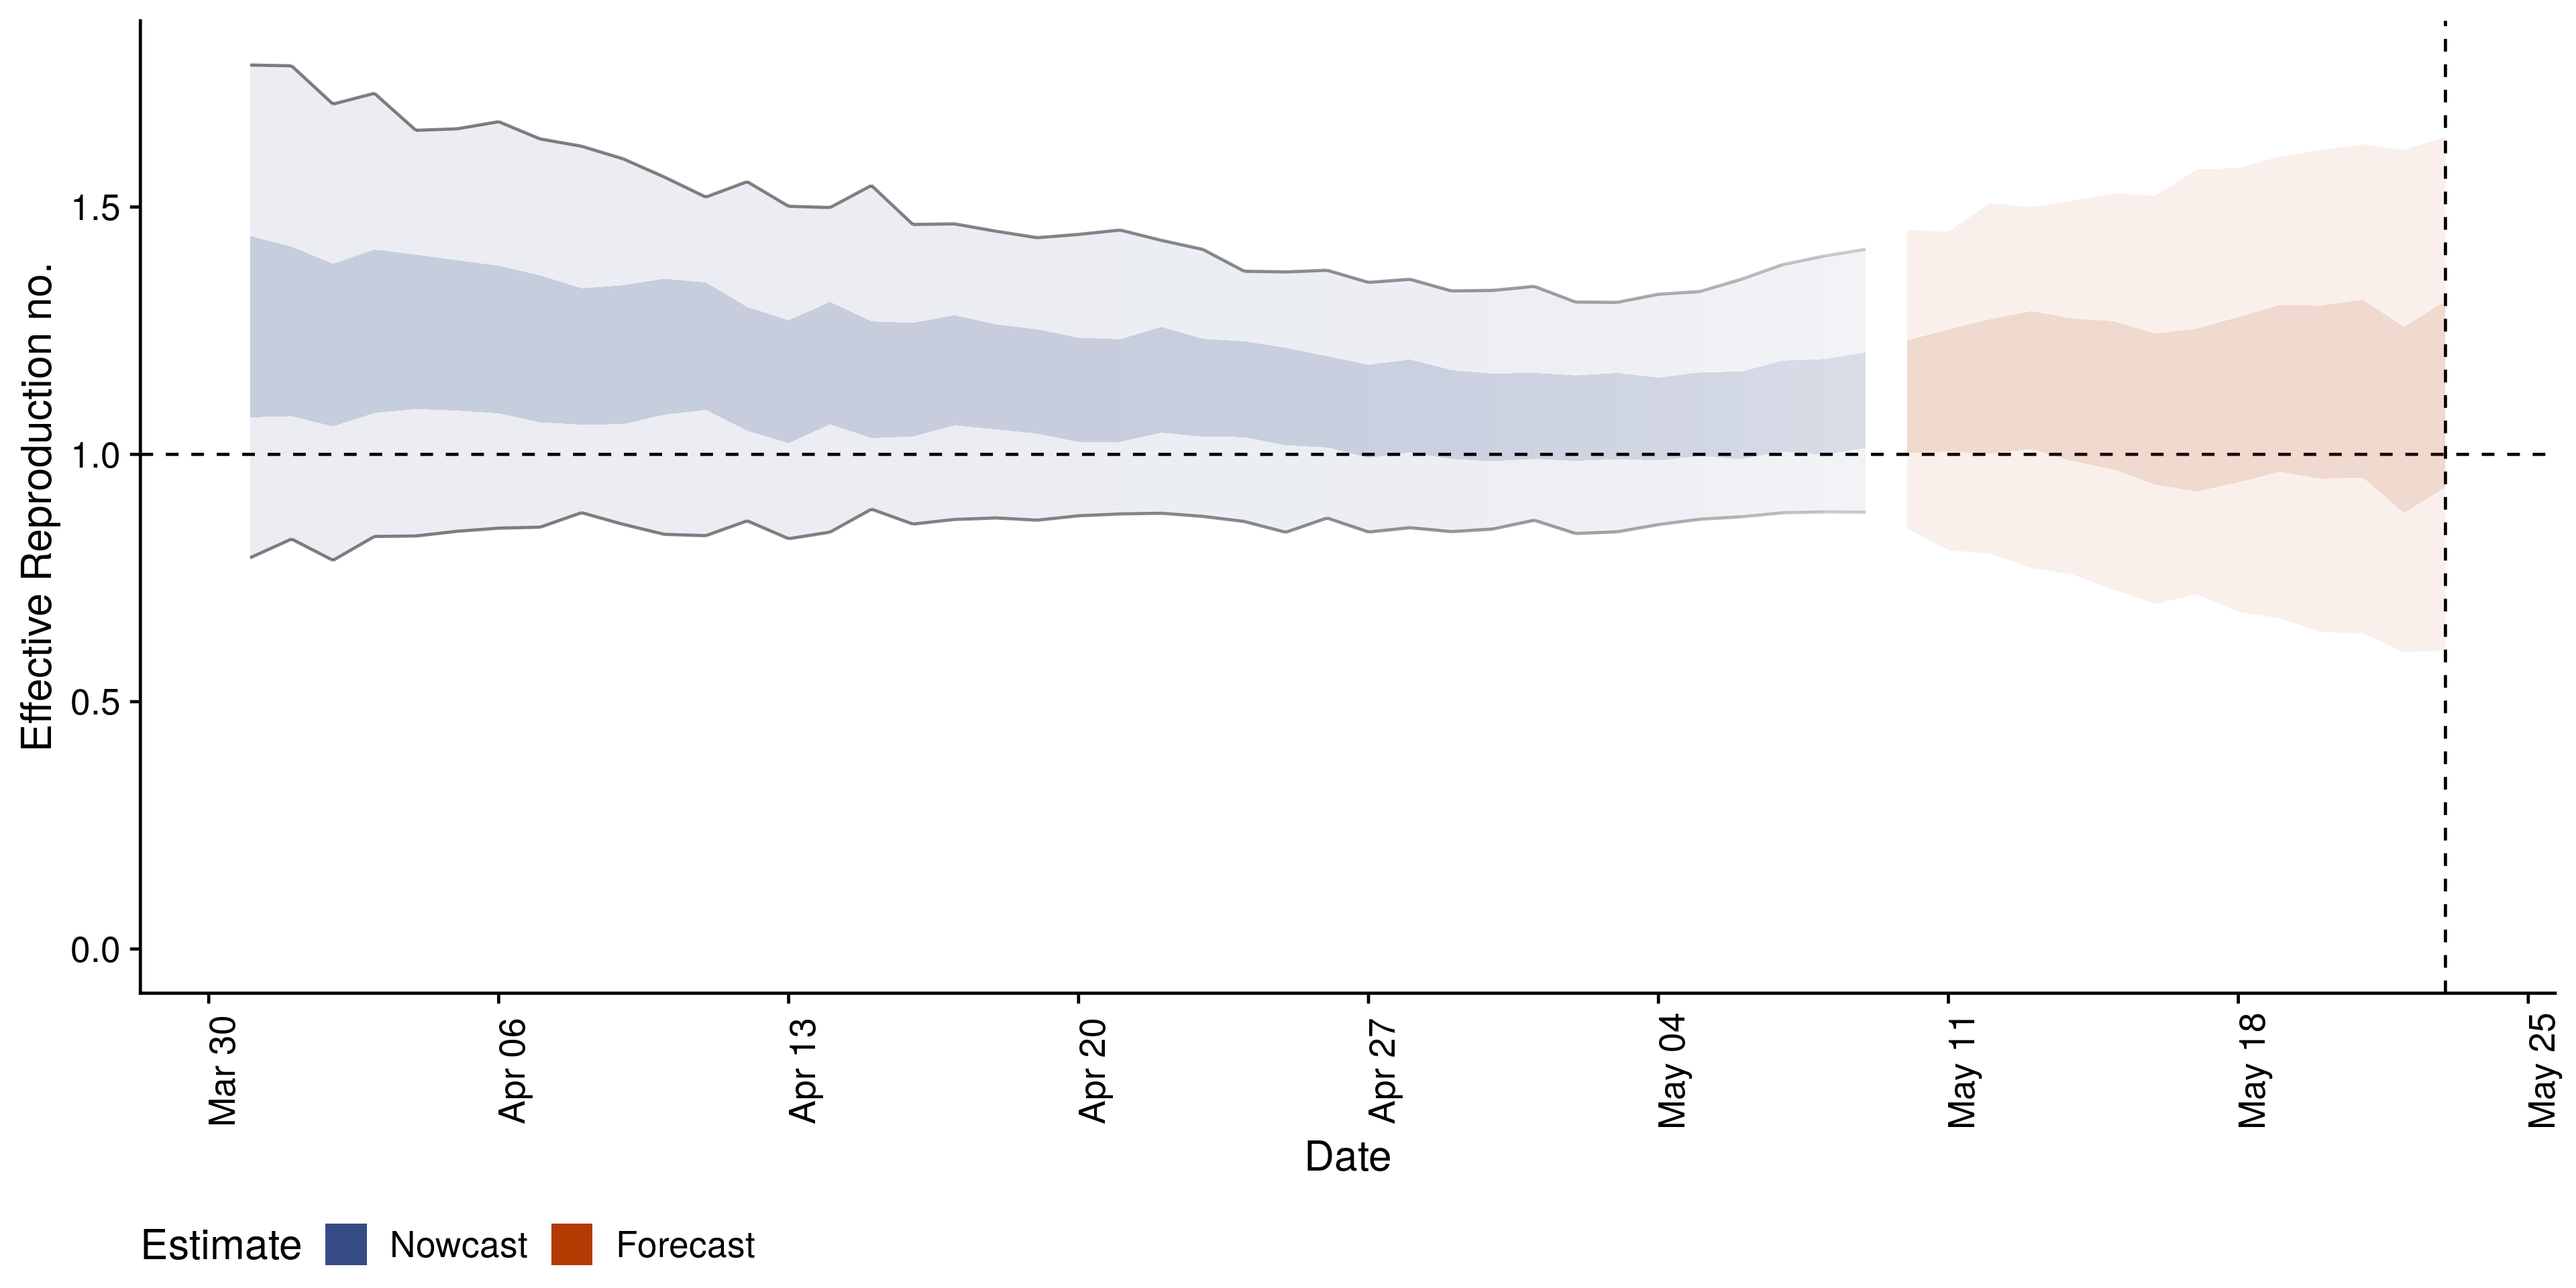 Effective Reproduction no.
1.5
1.0
0.5
0.0
Mar 30
Apr 06
Apr 13
Apr 20
Apr 27
May 04
May 11
May 18
May 25
Date
Estimate Nowcast Forecast